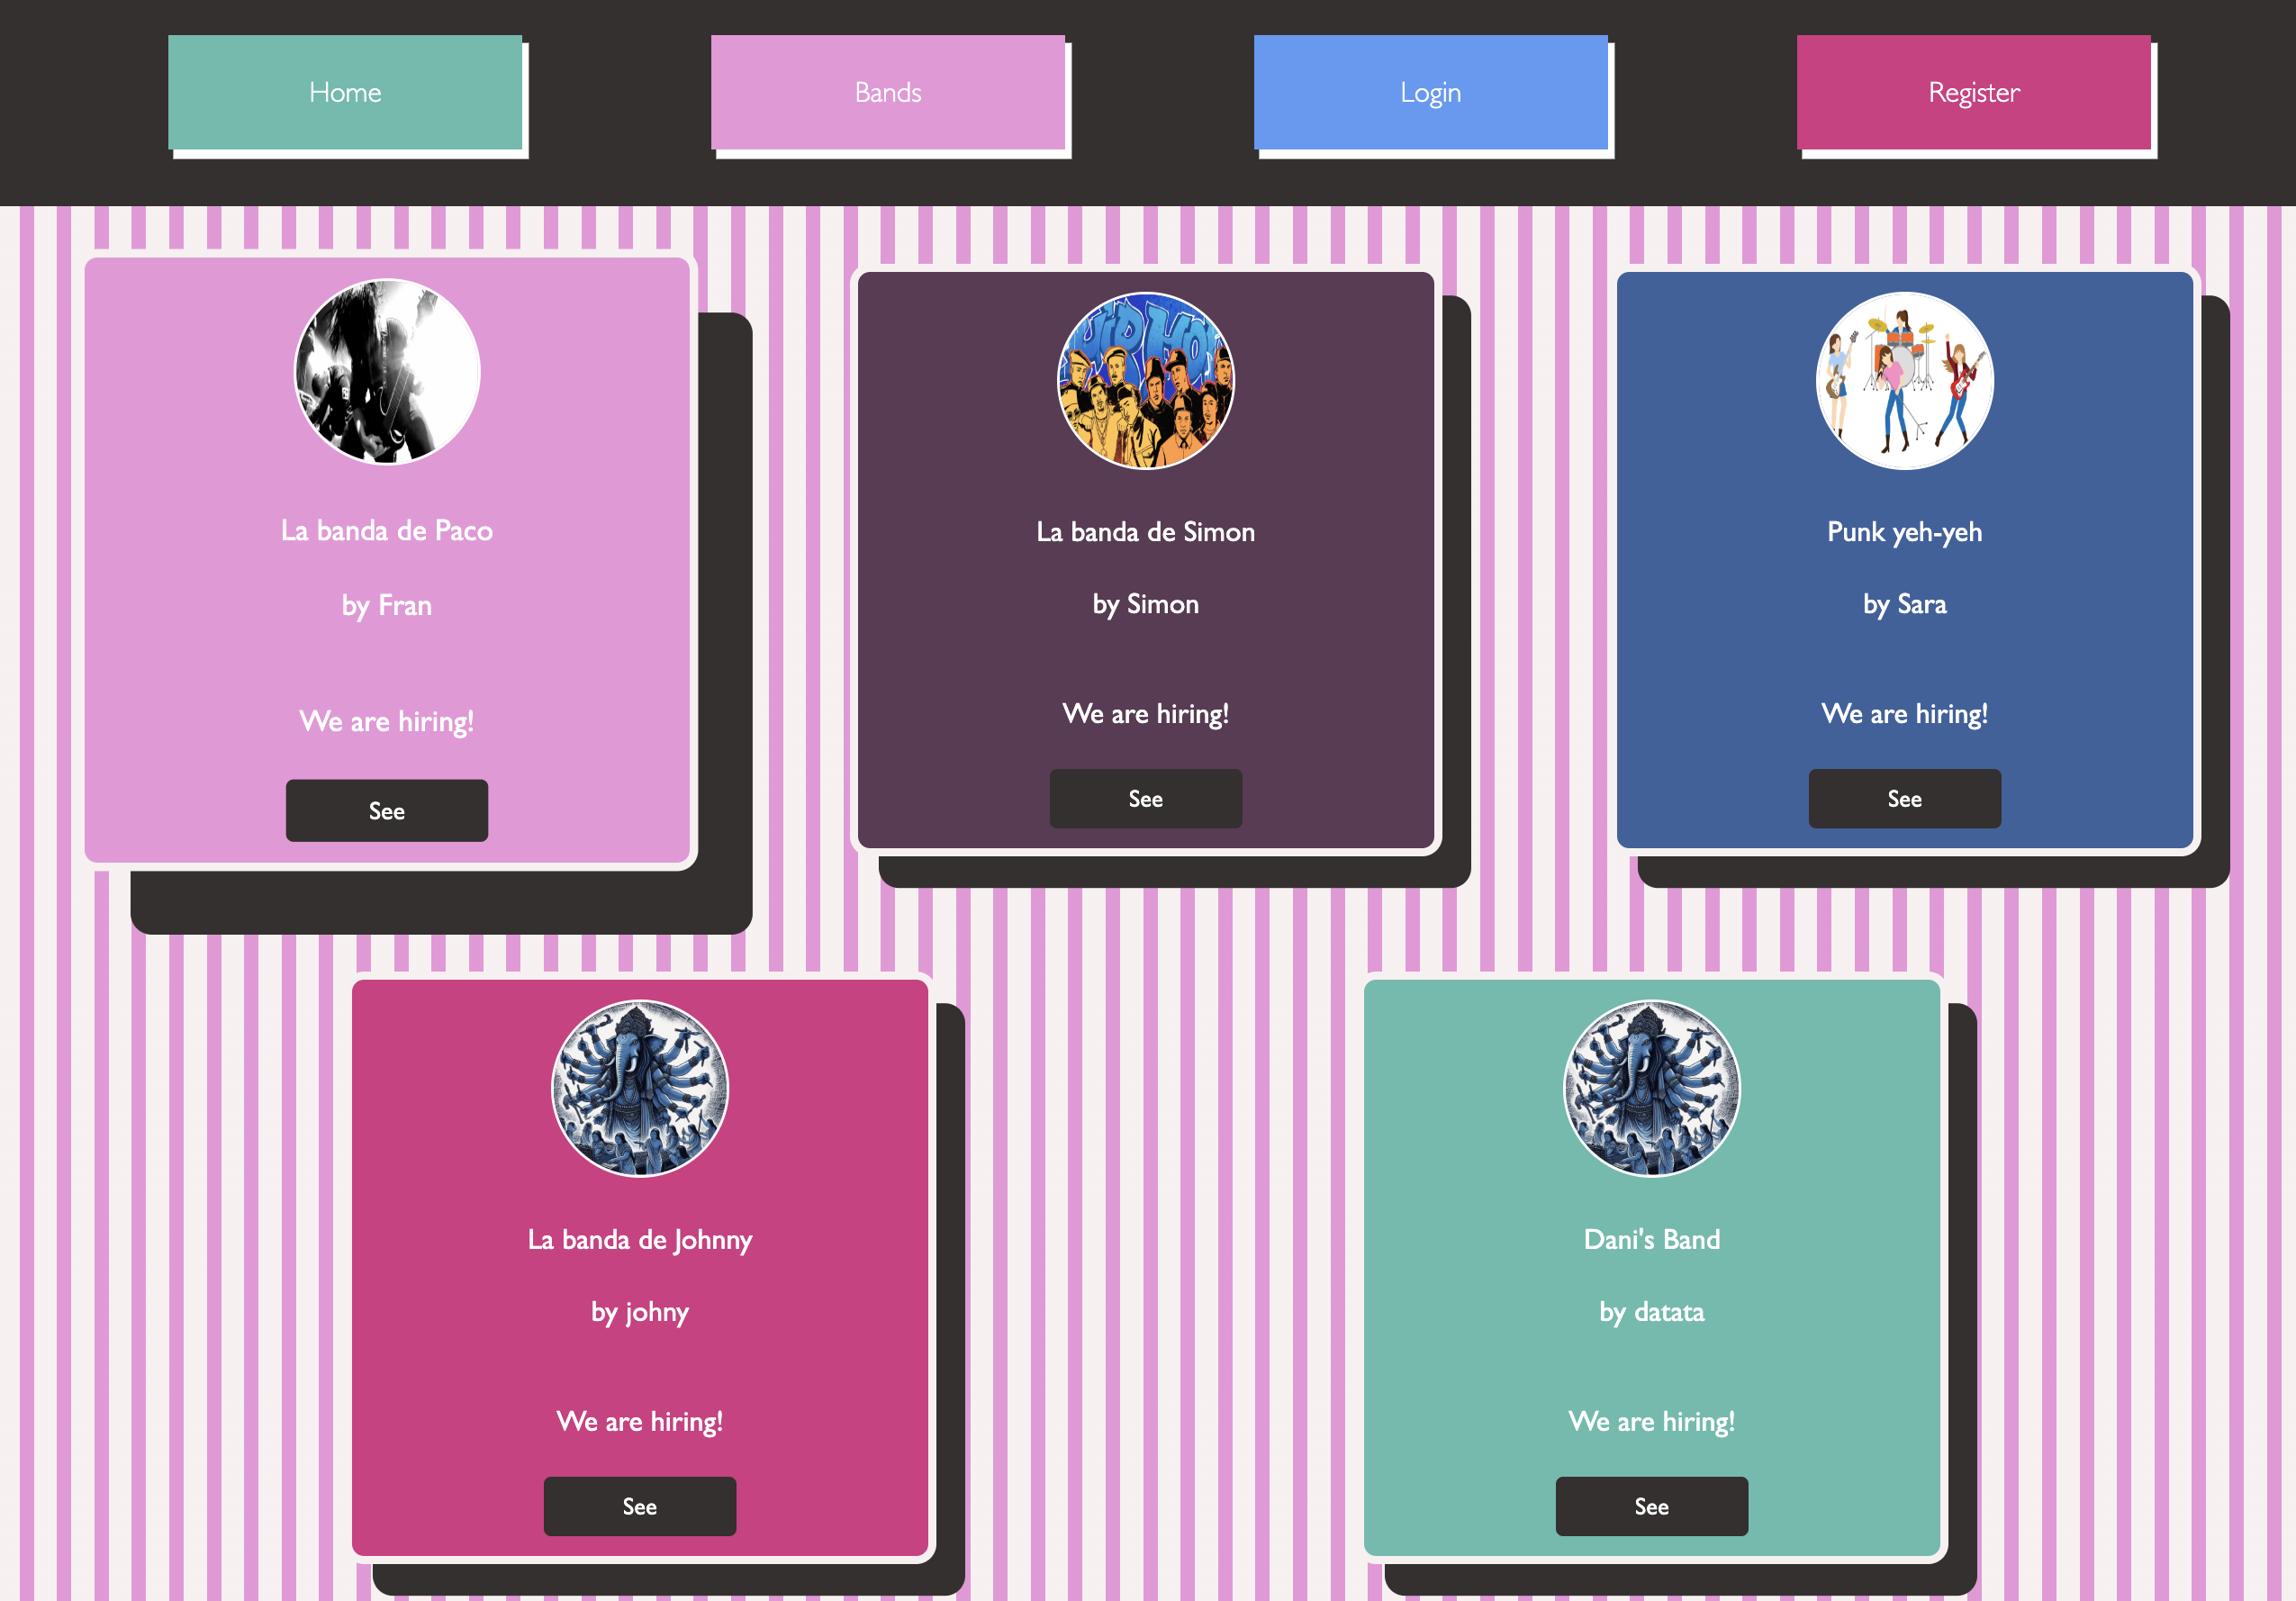 Home
Bands
Login
Register
HIP HO
La banda de Paco
by Fran
We are hiring!
See
La banda de Simon
by Simon
We are hiring!
See
Punk yeh-yeh
by Sara
We are hiring!
See
La banda de Johnny
by johny
We are hiring!
See
Dani's Band
by datata
We are hiring!
See